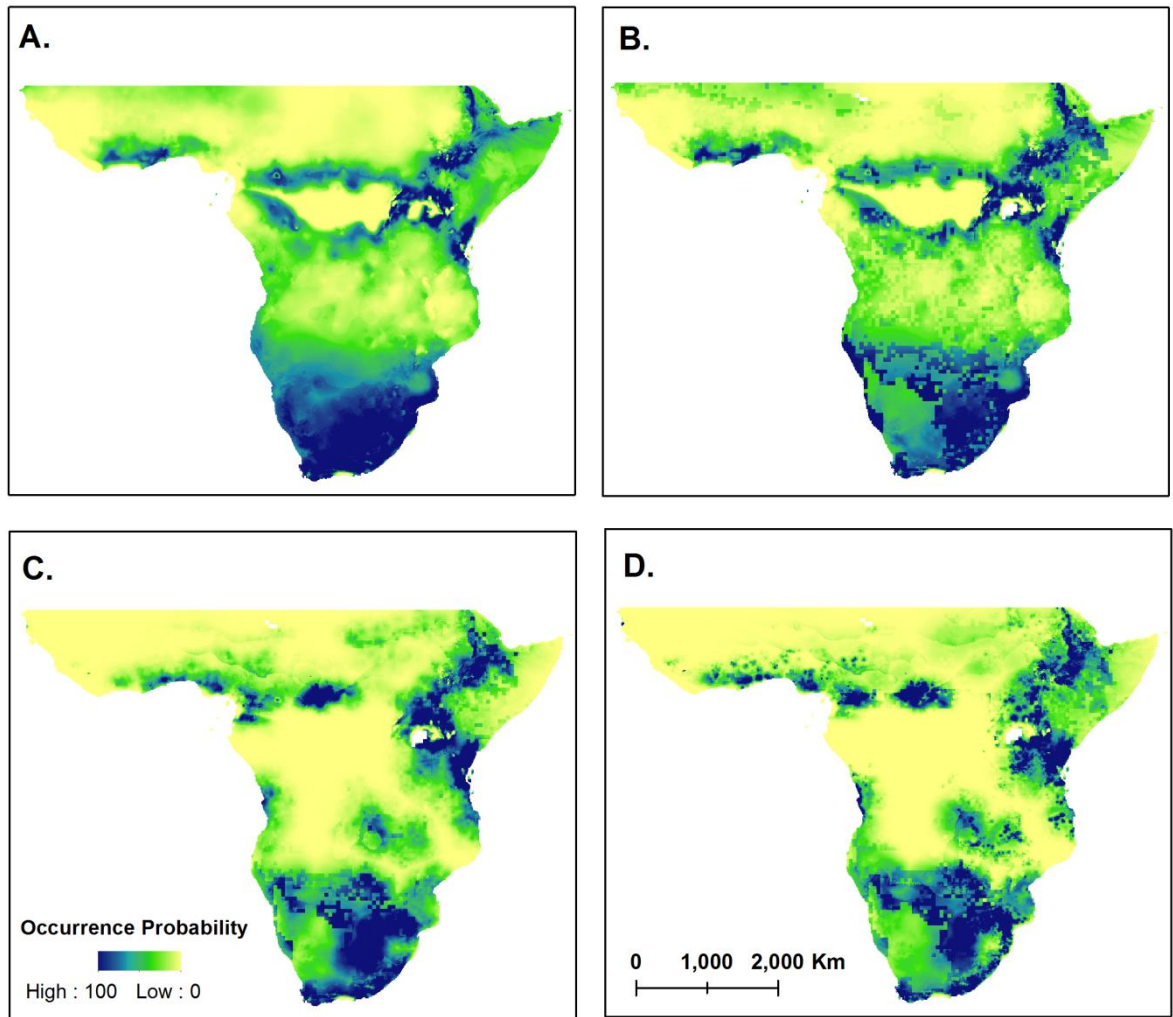 A.
B.
C.
D.
Occurrence Probability
High : 100 Low : 0
0 1,000 2,000 Km